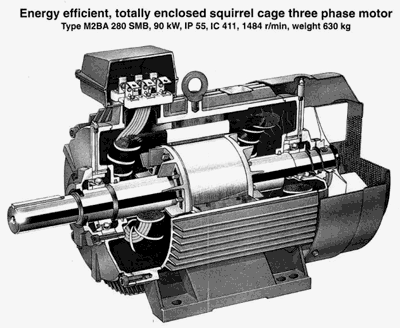 Energy efficient, totally enclosed squirrel cage three phase motor
Type M2BA 280 SMB, 90 kW, IP 55, IC 411, 1484 r/min, weight 630 kg